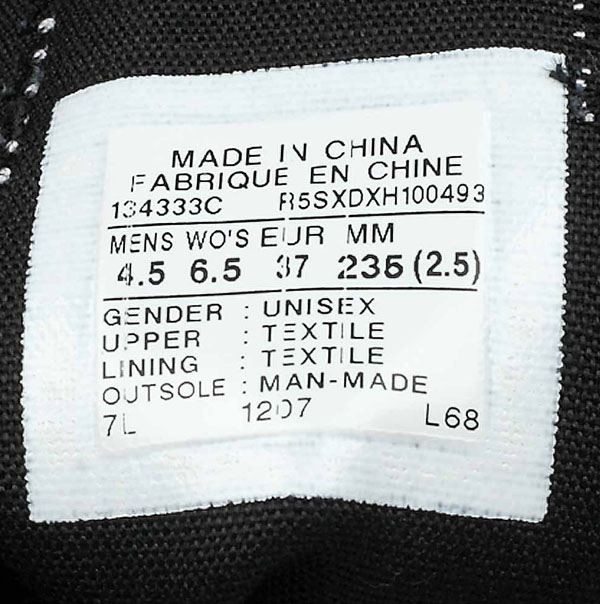 MADE IN CHINA
FABRIQUE EN CHINE
134333C R5SXDXH100493
MENS WO'S EUR MM
4.5 6.5 37 236 (2.5)
GENDER : UNISEX
UPPER : TEXTILE
LINING : TEXTILE
OUTSOLE : MAN-MADE
7L 1207 L68